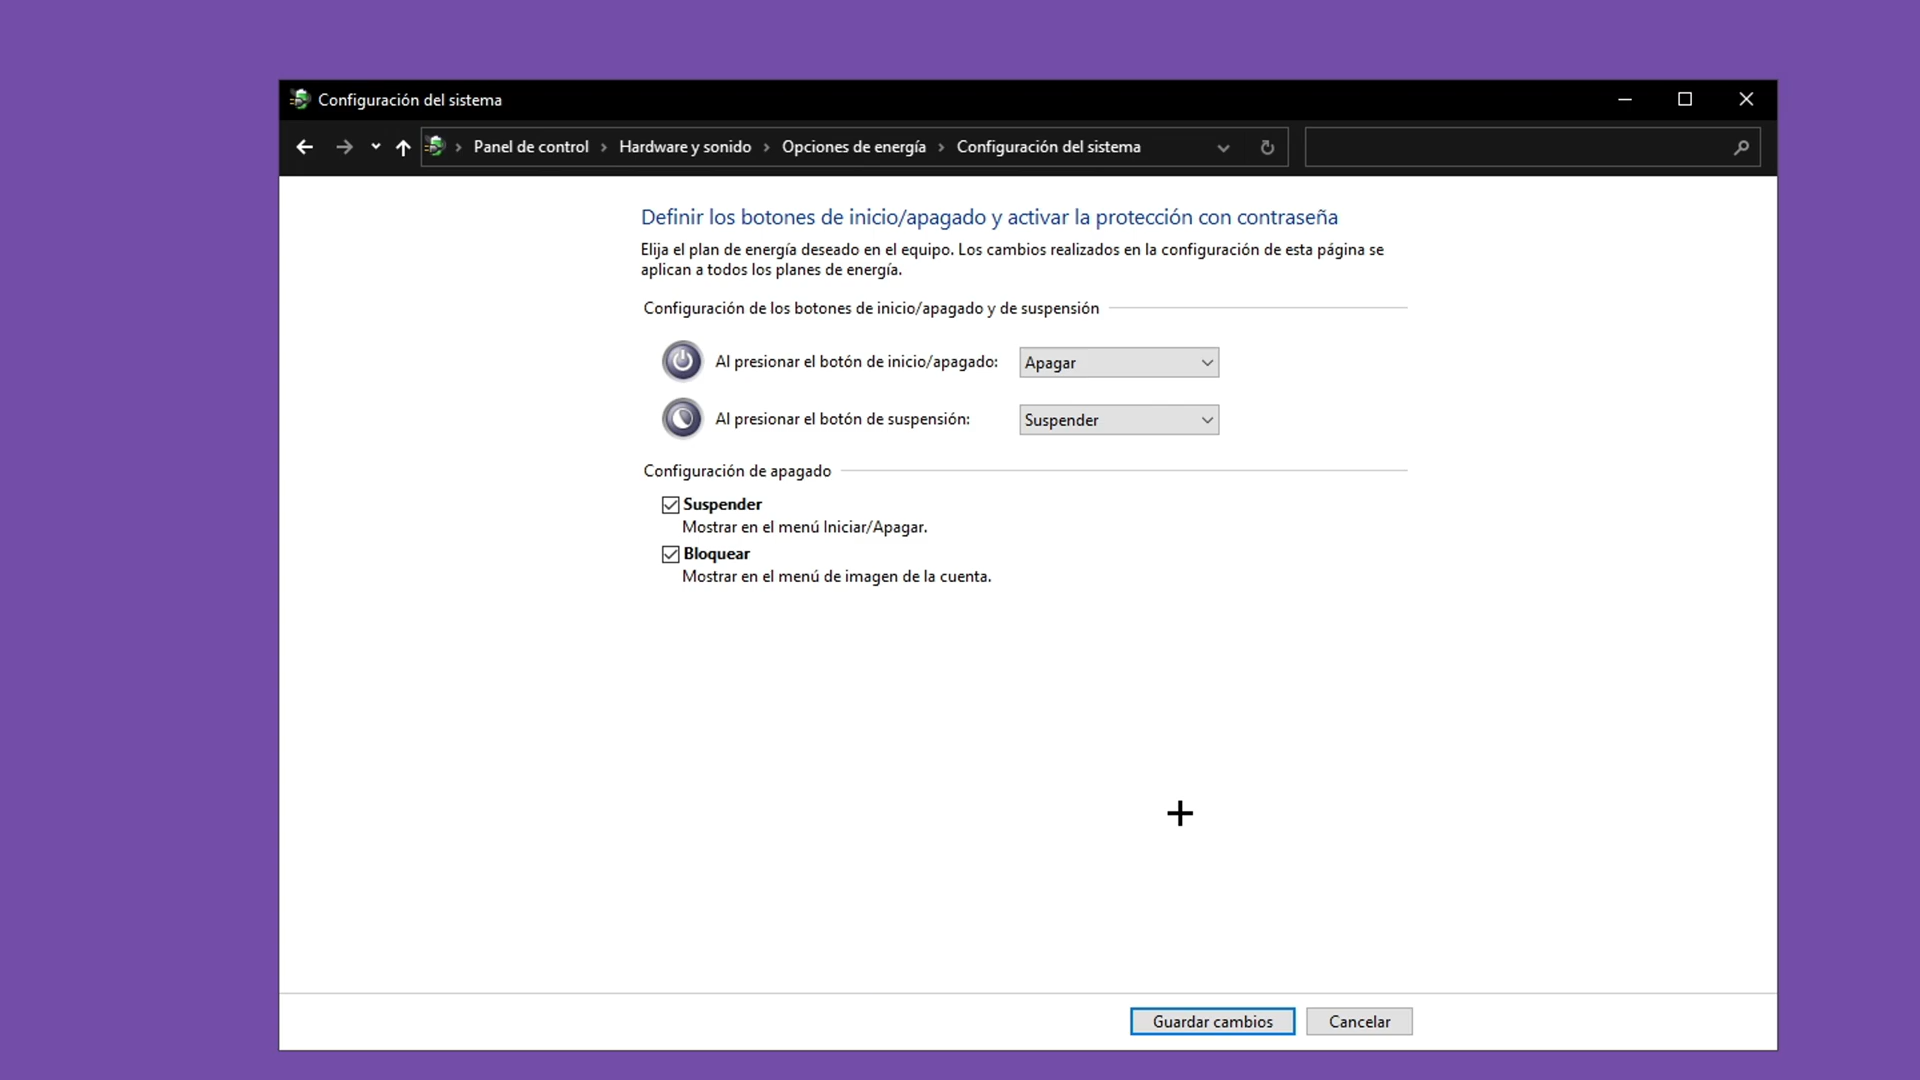 Configuración del sistema
Panel de control > Hardware y sonido > Opciones de energía > Configuración del sistema
Definir los botones de inicio/apagado y activar la protección con contraseña
Elija el plan de energía deseado en el equipo. Los cambios realizados en la configuración de esta página se
aplican a todos los planes de energía.
Configuración de los botones de inicio/apagado y de suspensión
Al presionar el botón de inicio/apagado: Apagar
Al presionar el botón de suspensión: Suspender
Configuración de apagado
Suspender
Mostrar en el menú Iniciar/Apagar.
Bloquear
Mostrar en el menú de imagen de la cuenta.
Guardar cambios Cancelar